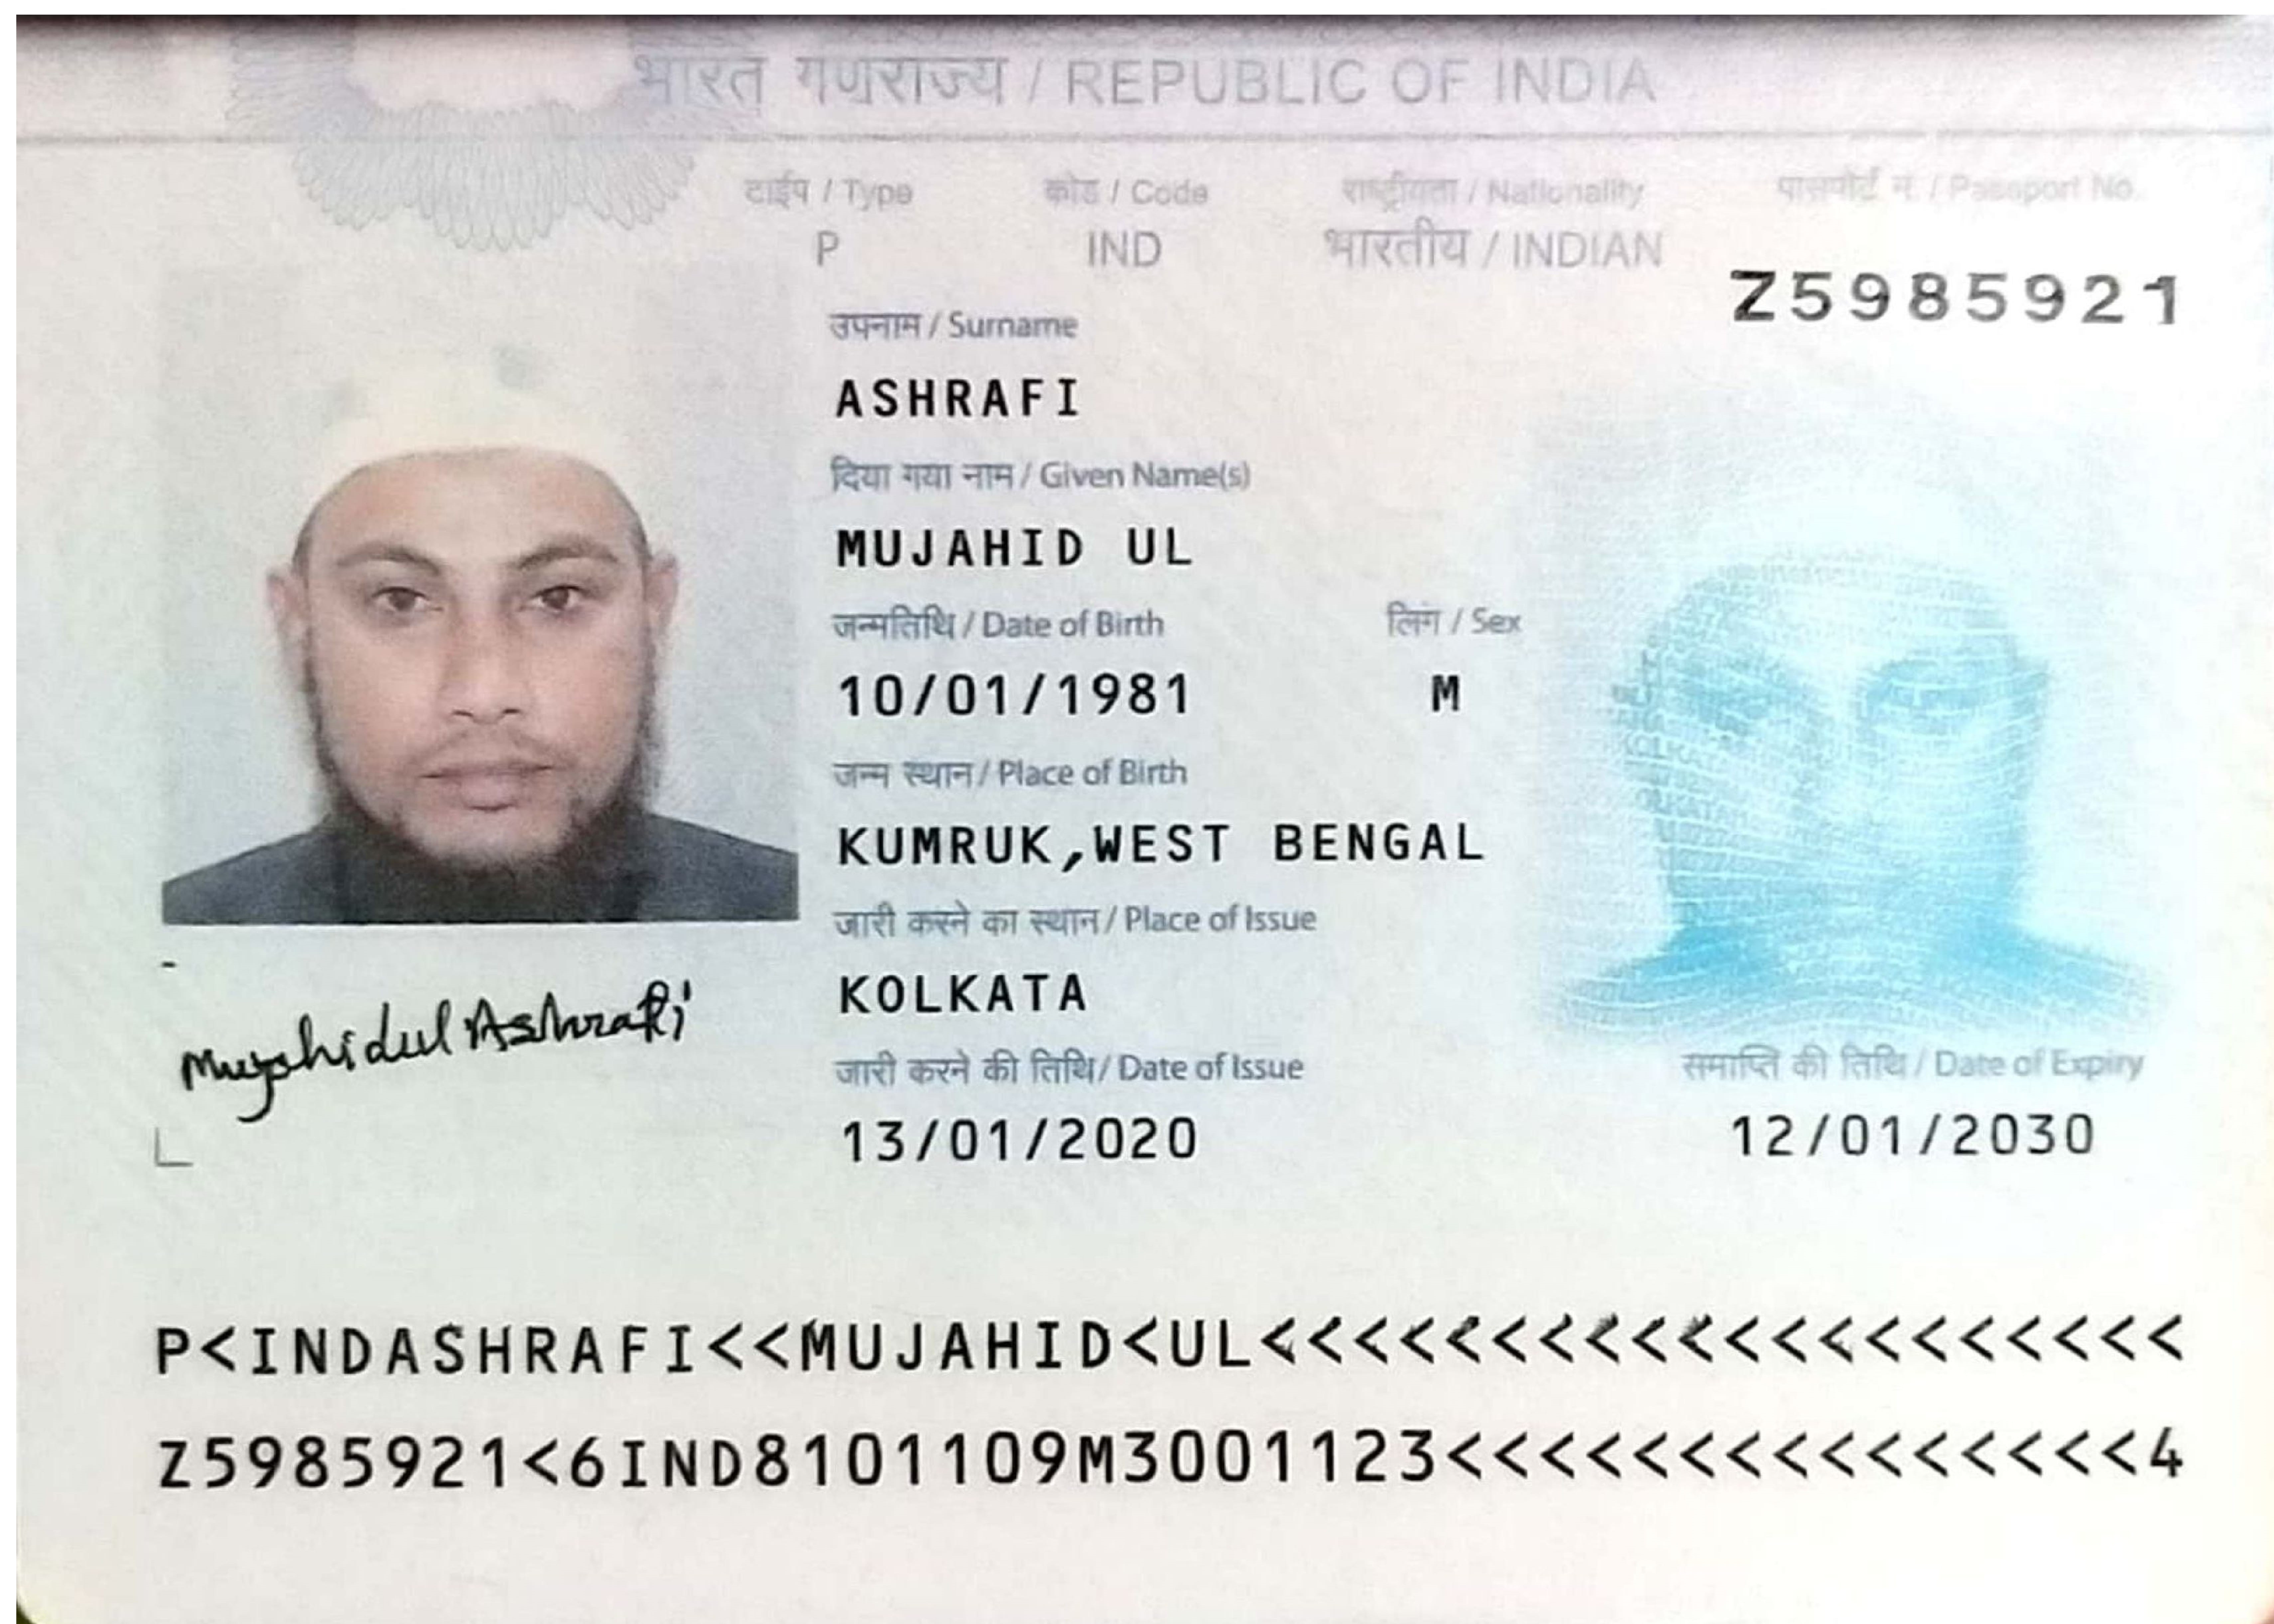 भारत गणराज्य / REPUBLIC OF INDIA
टाईप / Type कोड / Code राष्ट्रीयता / Nationality पासपोर्ट न. / Passport No.
P IND भारतीय / INDIAN
Z5985921
उपनाम / Surname
ASHRAFI
दिया गया नाम / Given Name(s)
MUJAHID UL
जन्मतिथि / Date of Birth लिंग / Sex
10/01/1981 M
जन्म स्थान / Place of Birth
KUMRUK,WEST BENGAL
जारी करने का स्थान / Place of Issue
KOLKATA
Mujahidul Ashrafi
जारी करने की तिथि / Date of Issue समाप्ति की तिथि / Date of Expiry
13/01/2020 12/01/2030
P<INDASHRAFI<<MUJAHID<UL<<<<<<<<<<<<<<<<<<<<
Z5985921<6IND8101109M3001123<<<<<<<<<<<<<<<4